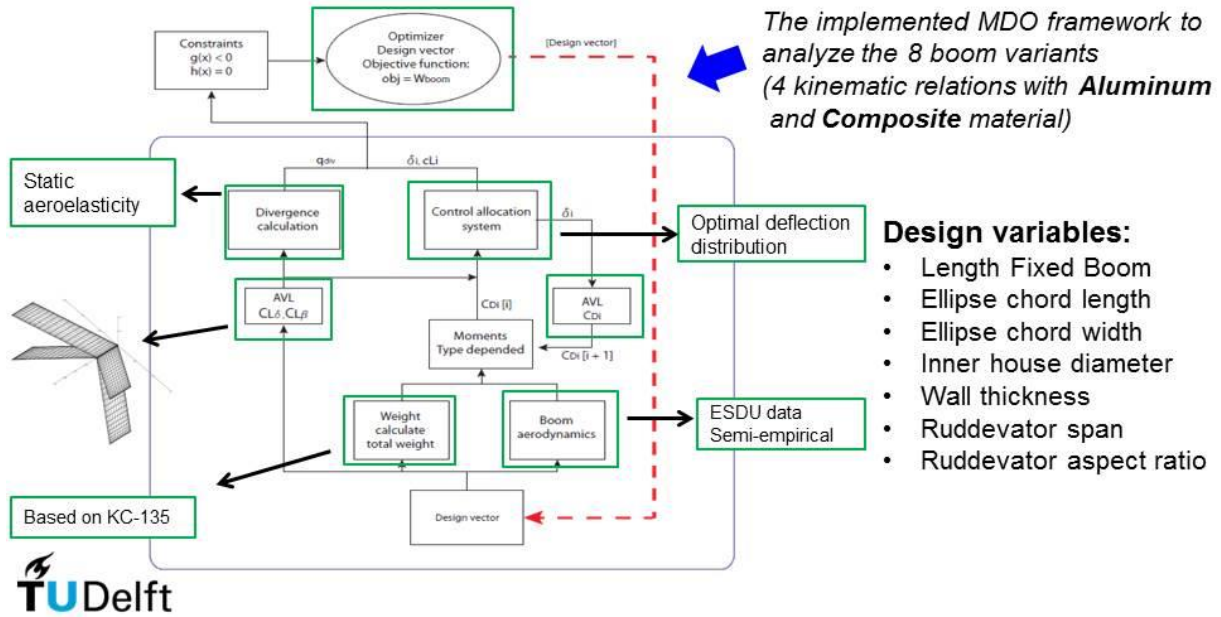 Constraints
g(x) < 0
h(x) = 0
Optimizer
Design vector
Objective function:
obj = Wboom
[Design vector]
The implemented MDO framework to
analyze the 8 boom variants
(4 kinematic relations with Aluminum
and Composite material)
Static
aeroelasticity
qdiv
δi, cLi
Divergence
calculation
Control allocation
system
δi
Optimal deflection
distribution
AVL
CLδ,CLβ
CDi [i]
AVL
CDi
Moments
Type depended
CDi [i + 1]
Weight
calculate
total weight
Boom
aerodynamics
ESDU data
Semi-empirical
Based on KC-135
Design vector
Design variables:
• Length Fixed Boom
• Ellipse chord length
• Ellipse chord width
• Inner house diameter
• Wall thickness
• Ruddevator span
• Ruddevator aspect ratio
TUDelft